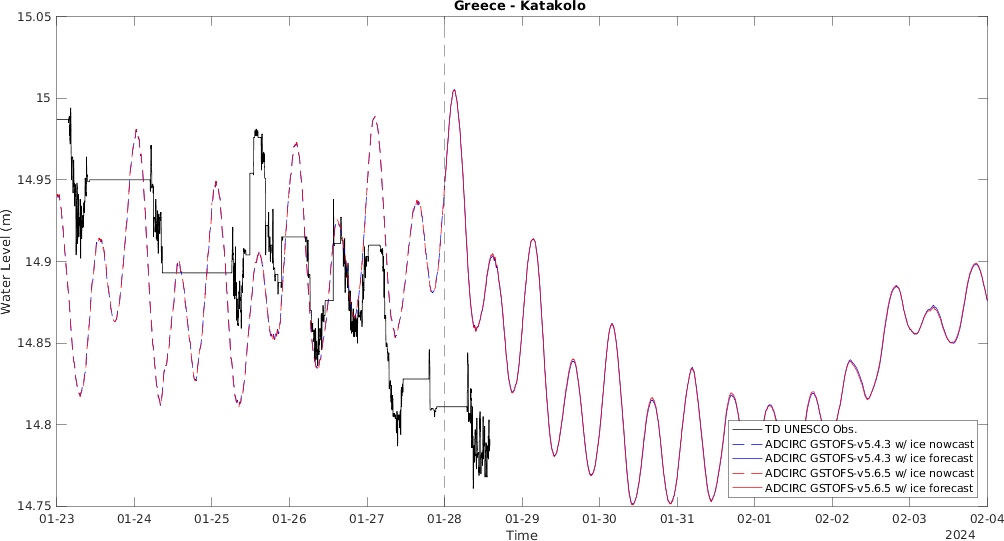 Greece - Katakolo
15.05
15
14.95
14.9
14.85
14.8
14.75
Water Level (m)
TD UNESCO Obs.
ADCIRC GSTOFS-v5.4.3 w/ ice nowcast
ADCIRC GSTOFS-v5.4.3 w/ ice forecast
ADCIRC GSTOFS-v5.6.5 w/ ice nowcast
ADCIRC GSTOFS-v5.6.5 w/ ice forecast
01-23 01-24 01-25 01-26 01-27 01-28 01-29 01-30 01-31 02-01 02-02 02-03 02-04
Time
2024